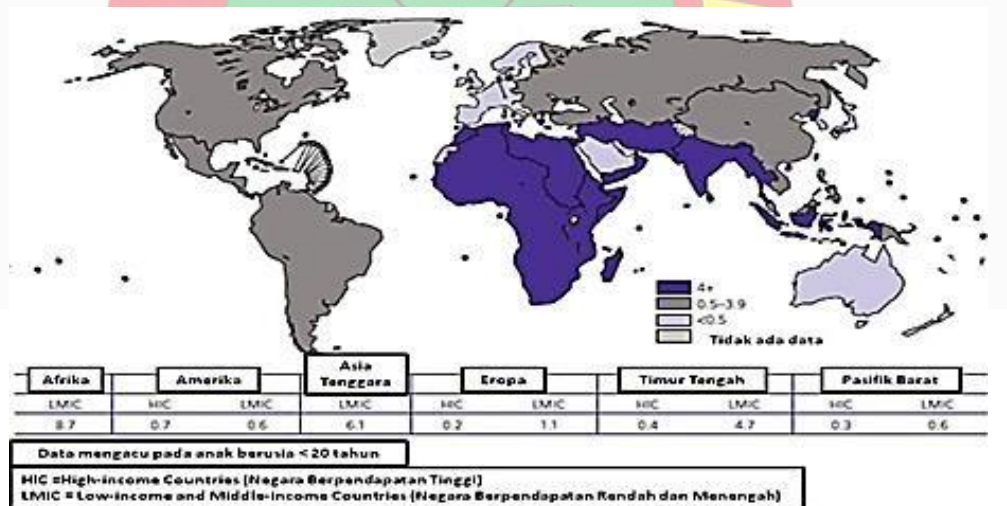 4+
0.5-3.9
<0.5
Tidak ada data
Afrika Amerika Asia Tenggara Eropa Timur Tengah Pasifik Barat
LMIC HIC LMIC LMIC HIC LMIC HIC LMIC HIC LMIC
8.7 0.7 0.6 6.1 0.2 1.1 0.4 4.7 0.3 0.6
Data mengacu pada anak berusia <20 tahun
HIC =High-income Countries (Negara Berpendapatan Tinggi)
LMIC = Low-income and Middle-Income Countries (Negara Berpendapatan Rendah dan Menengah)